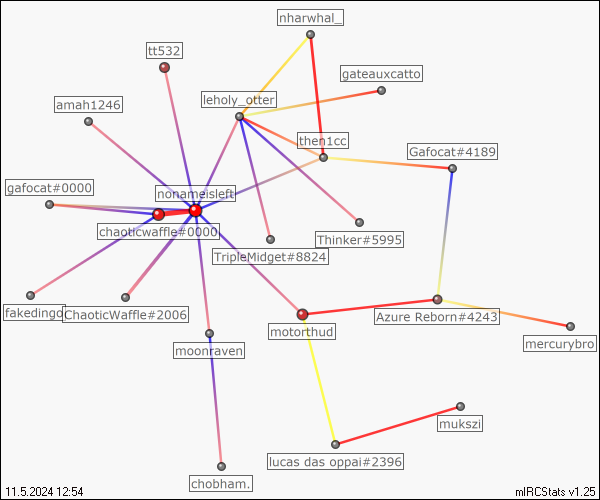 nharwhal_
tt532
gateauxcatto
leholy_otter
amah1246
then1cc
Gafocat#4189
gafocat#0000
nonameisleft
chaoticwaffle#0000
Thinker#5995
TripleMidget#8824
fakedingo
ChaoticWaffle#2006
Azure Reborn#4243
motorthud
mercurybro
moonraven
mukszi
lucas das oppai#2396
chobham.
11.5.2024 12:54
mIRCStats v1.25